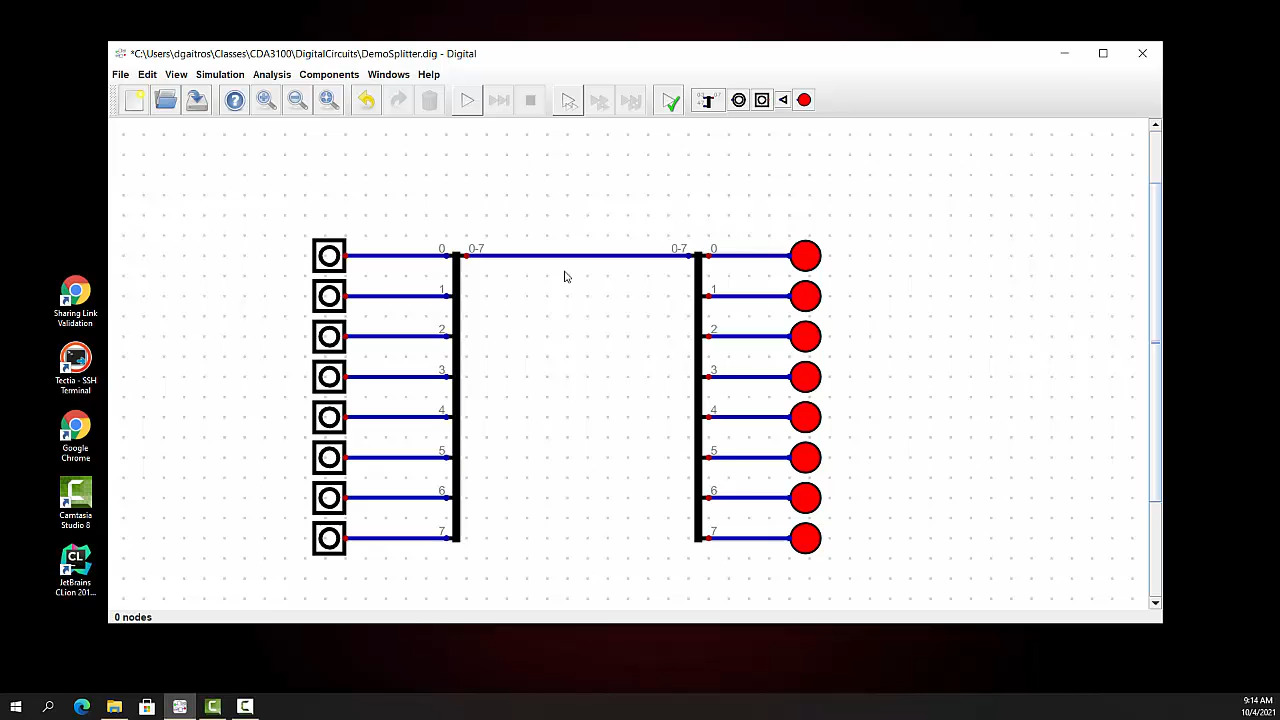 *C:\Users\dgaitros\Classes\CDA3100\DigitalCircuits\DemoSplitter.dig - Digital
File Edit View Simulation Analysis Components Windows Help
0 0-7 0-7 0
1 1
2 2
3 3
4 4
5 5
6 6
7 7
0 nodes
Sharing Link
Validation
Tectia - SSH
Terminal
Google
Chrome
Camtasia
Studio 8
CL
JetBrains
CLion 201...
9:14 AM
10/4/2021